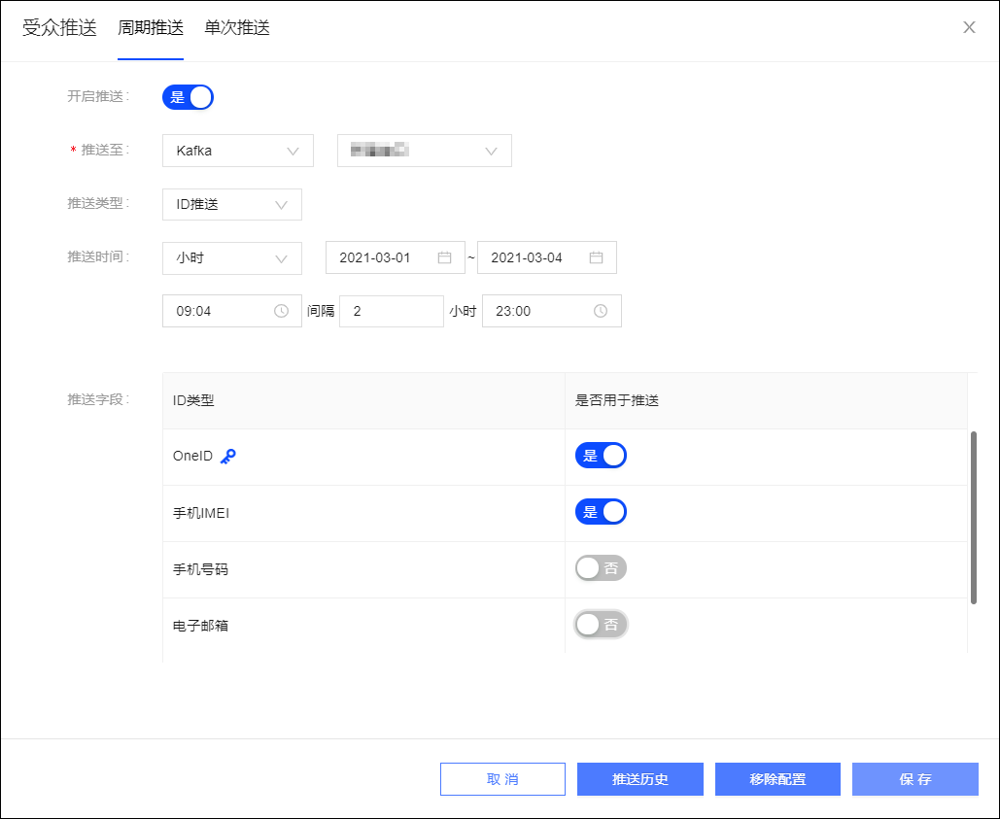 受众推送 周期推送 单次推送
开启推送： 是
* 推送至： Kafka
推送类型： ID推送
推送时间： 小时 2021-03-01 ~ 2021-03-04
09:04 间隔 2 小时 23:00
推送字段： ID类型 是否用于推送
OneID 是
手机IMEI 是
手机号码 否
电子邮箱 否
取 消 推送历史 移除配置 保 存